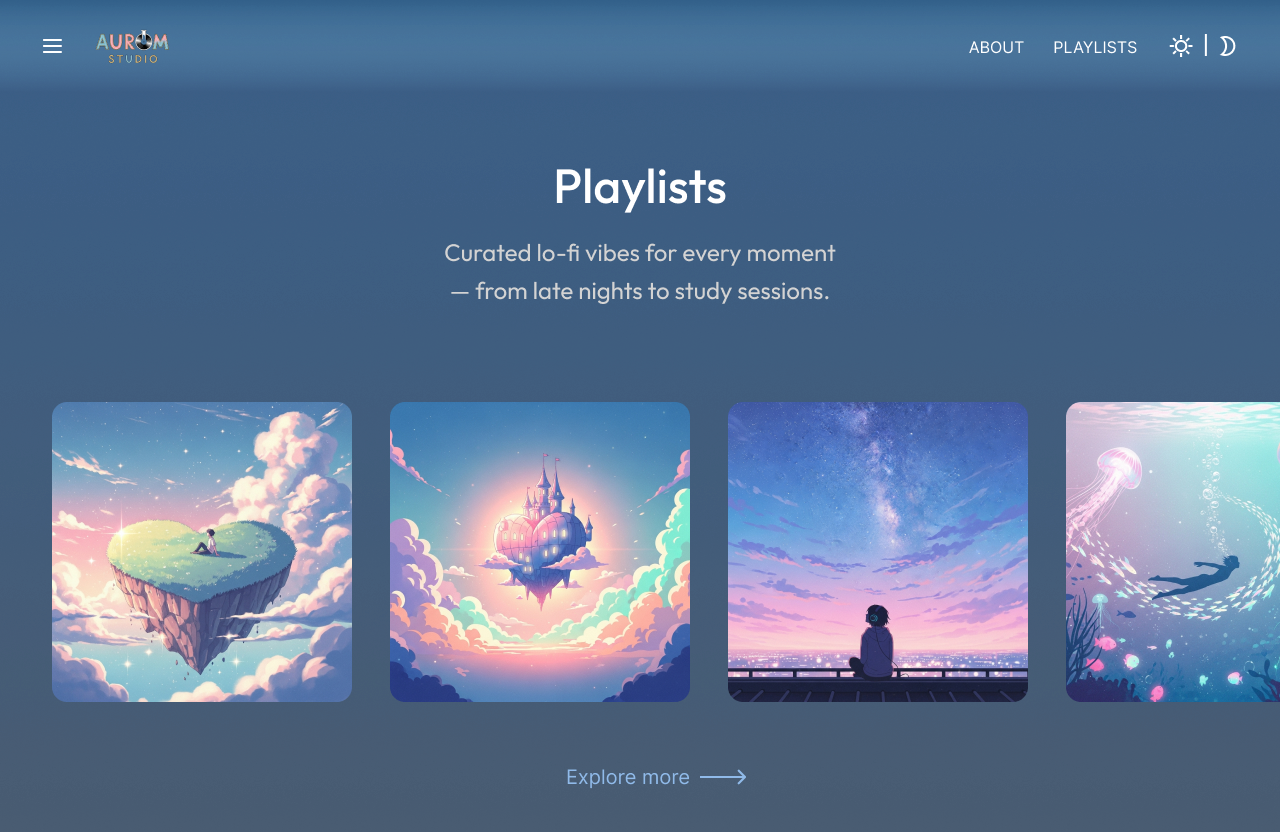 AUROM
STUDIO
ABOUT
PLAYLISTS
Playlists
Curated lo-fi vibes for every moment
— from late nights to study sessions.
Explore more